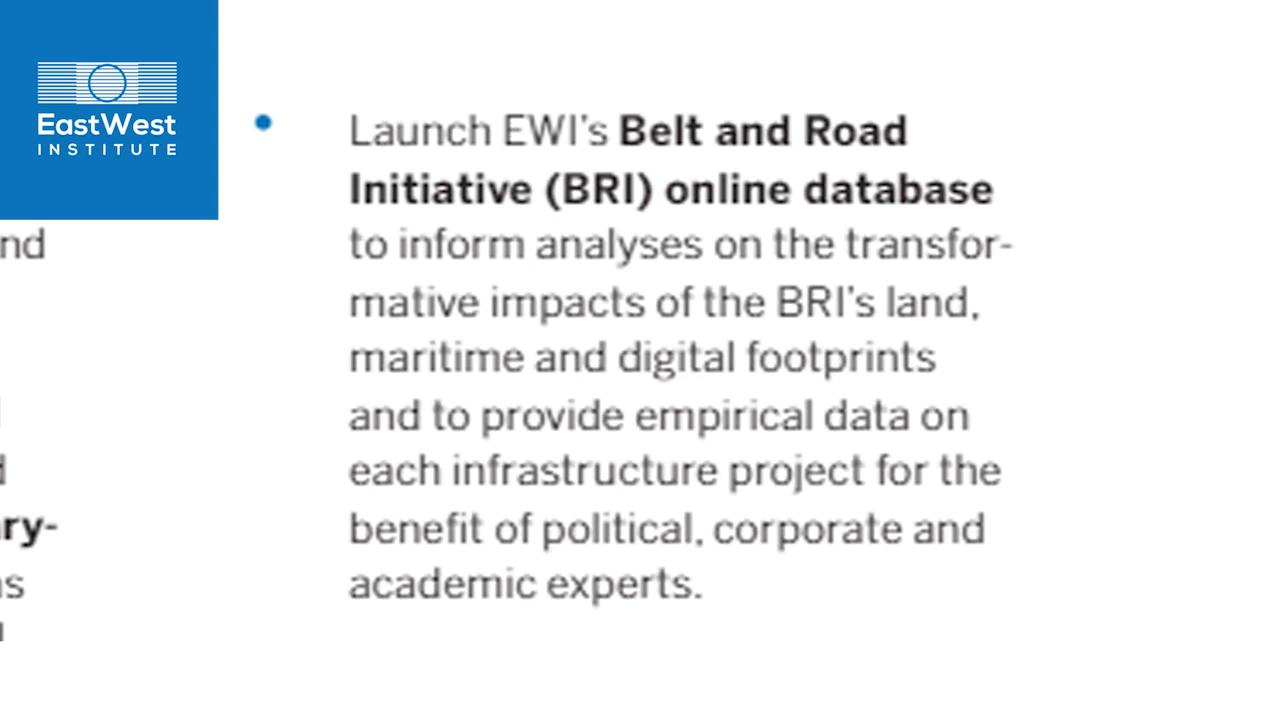 EastWest
INSTITUTE
• Launch EWI's Belt and Road
Initiative (BRI) online database
to inform analyses on the transfor-
mative impacts of the BRI's land,
maritime and digital footprints
and to provide empirical data on
each infrastructure project for the
benefit of political, corporate and
academic experts.